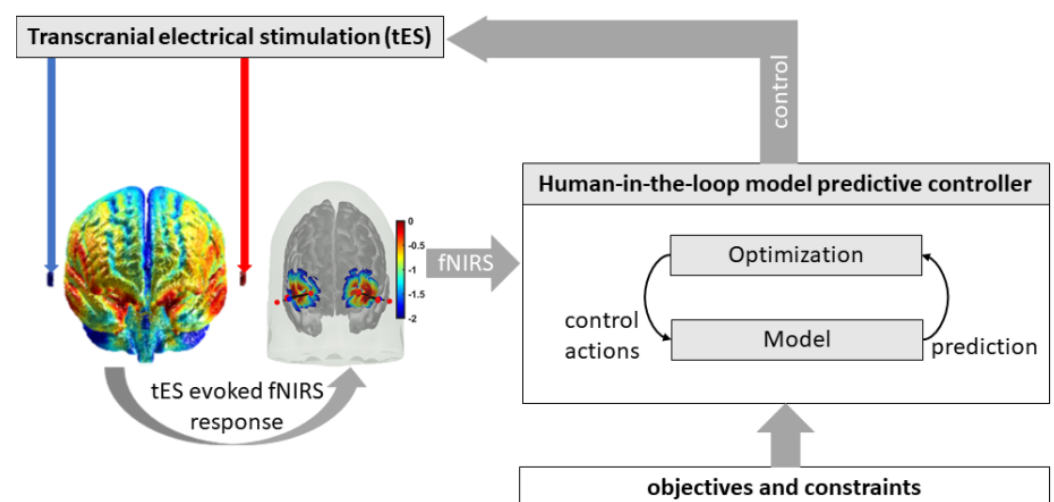 Transcranial electrical stimulation (tES)
control
Human-in-the-loop model predictive controller
Optimization
control
actions
Model
prediction
0
-0.5
-1
-1.5
-2
fNIRS
tES evoked fNIRS
response
objectives and constraints